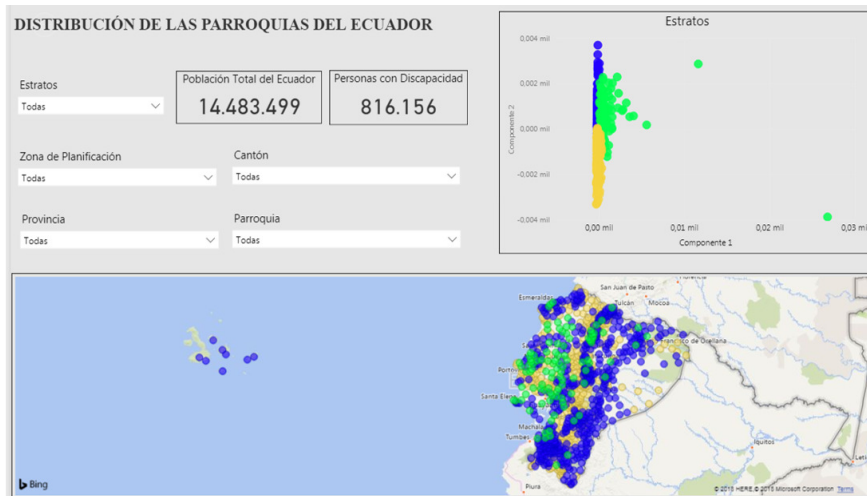 DISTRIBUCIÓN DE LAS PARROQUIAS DEL ECUADOR
Estratos
Todas
Población Total del Ecuador
14.483.499
Personas con Discapacidad
816.156
Zona de Planificación
Todas
Cantón
Todas
Provincia
Todas
Parroquia
Todas
Estratos
0,004 mil
0,002 mil
0,000 mil
-0,002 mil
-0,004 mil
Componente 2
0,00 mil
0,01 mil
0,02 mil
0,03 mil
Componente 1
San Juan de Pasto
Esmeraldas
Tulcán
Mocoa
Francisco de Orellana
Santa Elena
Machala
Tumbes
Iquitos
Piura
Bing
© 2018 HERE © 2018 Microsoft Corporation Terms